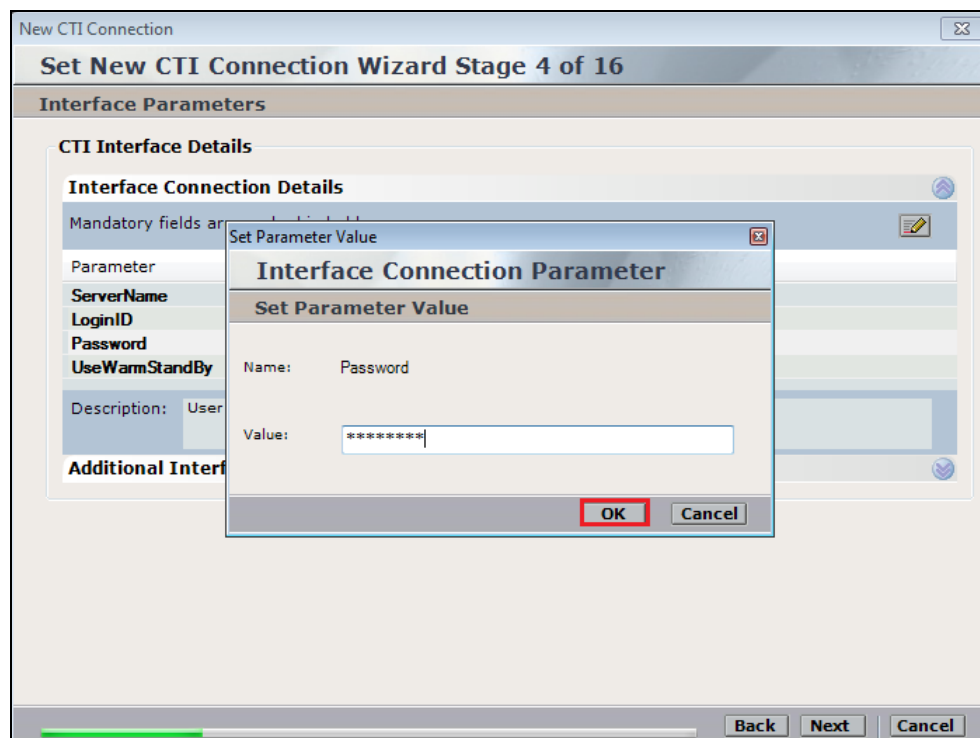 New CTI Connection
Set New CTI Connection Wizard Stage 4 of 16
Interface Parameters
CTI Interface Details
Interface Connection Details
Mandatory fields
Parameter
ServerName
LoginID
Password
UseWarmStandBy
Description: User
Additional
Set Parameter Value
Interface Connection Parameter
Set Parameter Value
Name: Password
Value: ********
OK Cancel
Back Next Cancel